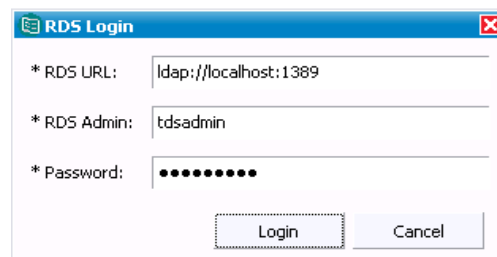 RDS Login
* RDS URL: ldap://localhost:1389
* RDS Admin: tdsadmin
* Password: ●●●●●●●●●
Login Cancel